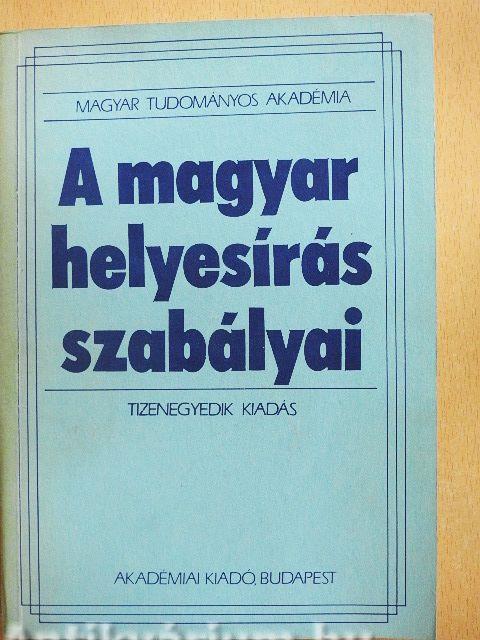 MAGYAR TUDOMÁNYOS AKADÉMIA
A magyar
helyesírás
szabályai
TIZENEGYEDIK KIADÁS
AKADÉMIAI KIADÓ, BUDAPEST